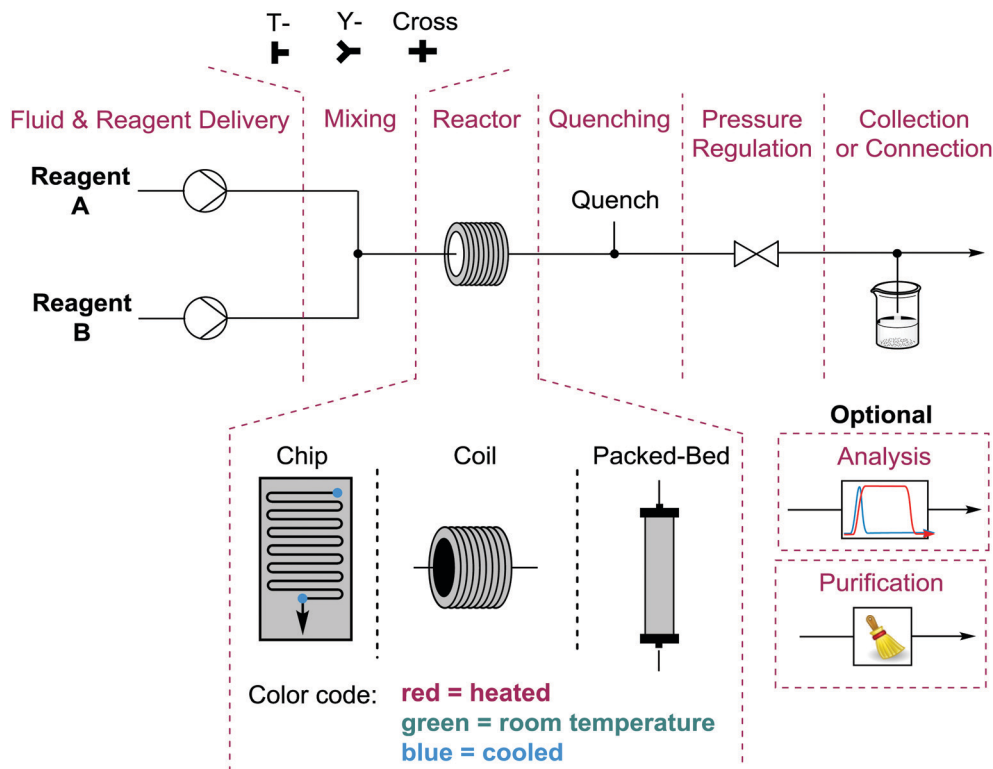 T-
Y-
Cross
Fluid & Reagent Delivery
Mixing
Reactor
Quenching
Pressure
Regulation
Collection
or Connection
Reagent
A
Quench
Reagent
B
Optional
Chip
Coil
Packed-Bed
Analysis
Purification
Color code:
red = heated
green = room temperature
blue = cooled